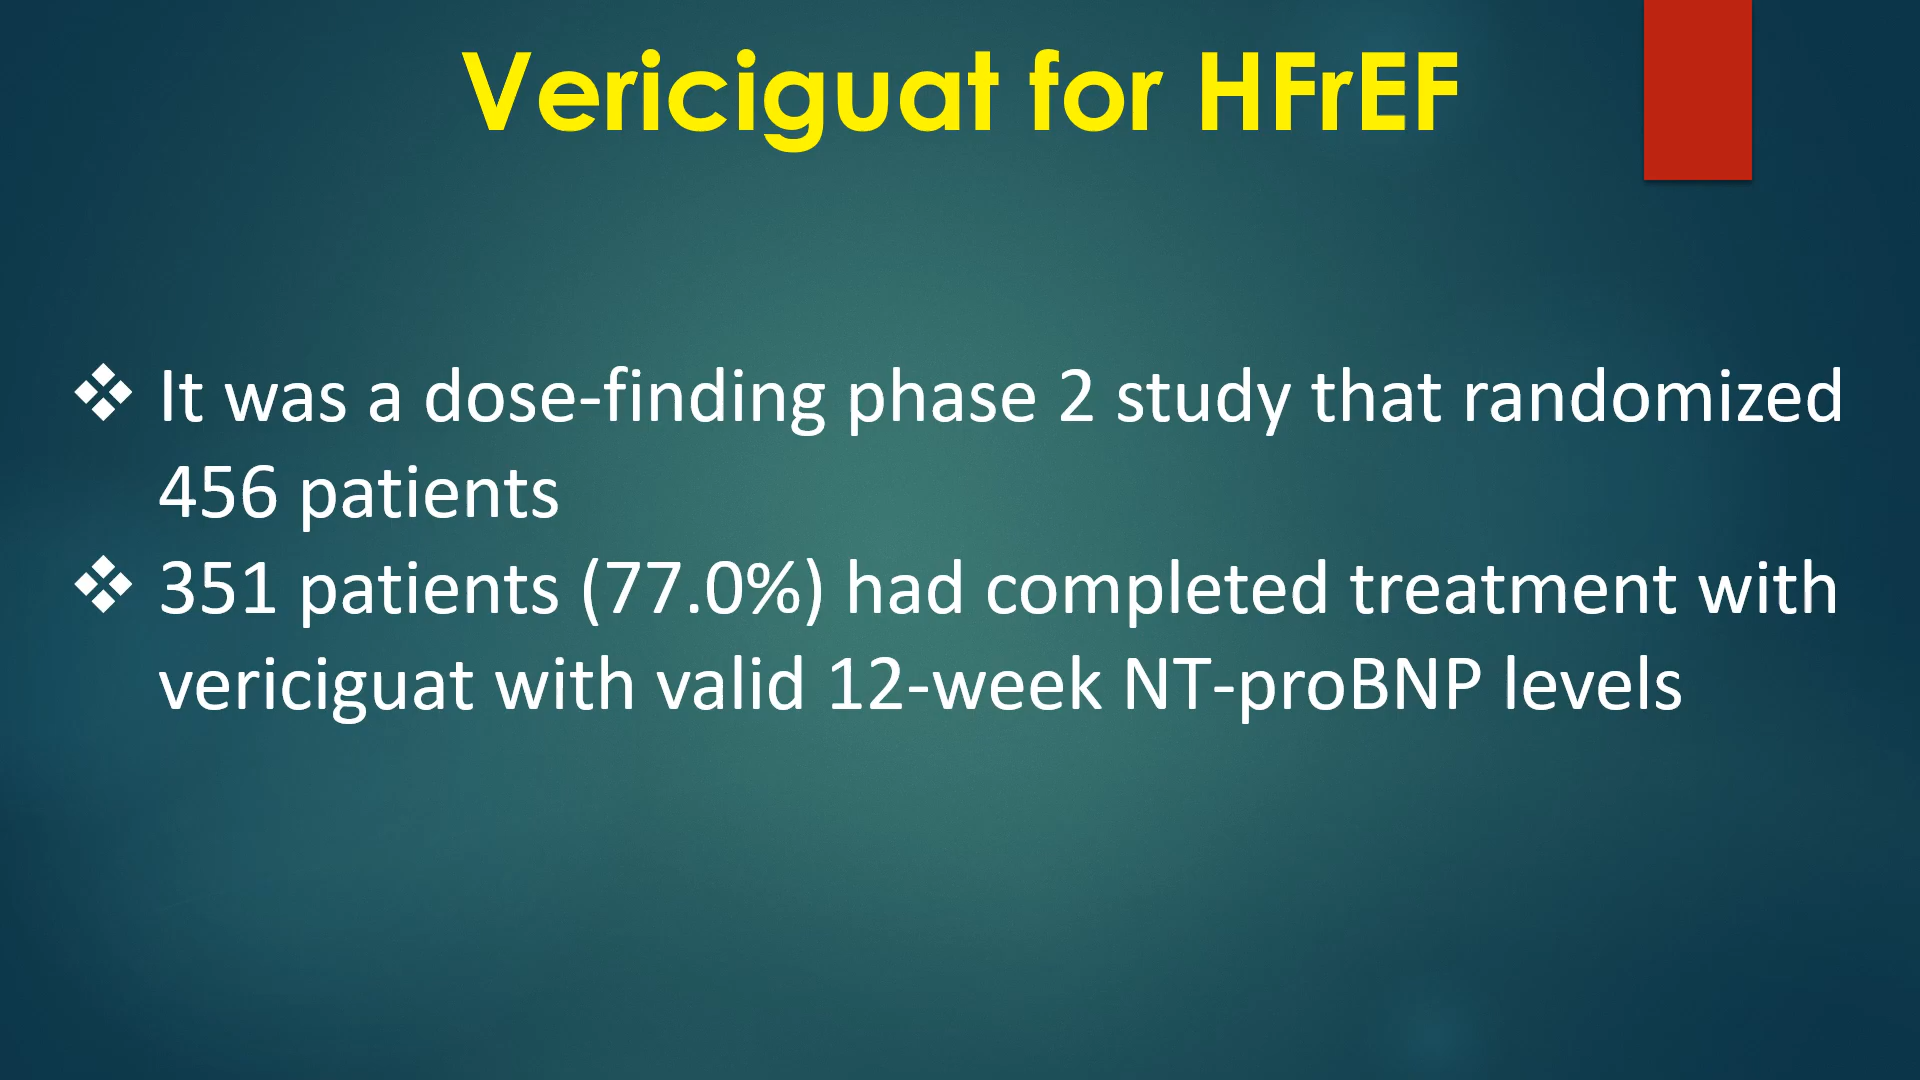 Vericiguat for HFrEF
❖ It was a dose-finding phase 2 study that randomized
456 patients
❖ 351 patients (77.0%) had completed treatment with
vericiguat with valid 12-week NT-proBNP levels